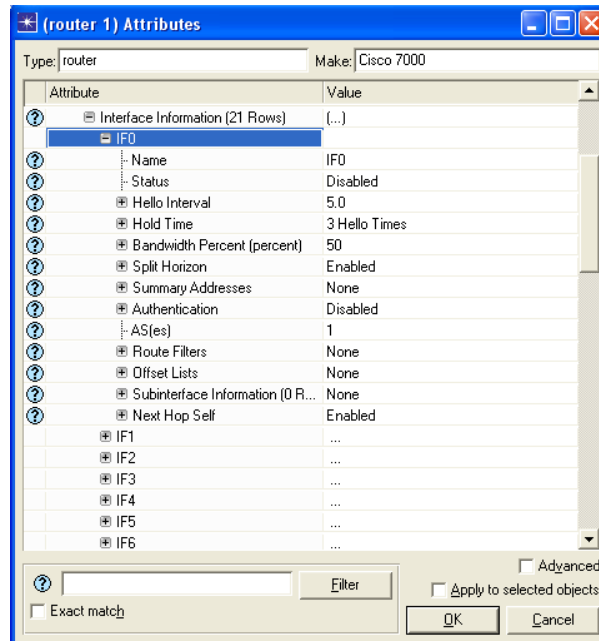 (router 1) Attributes
Type: router Make: Cisco 7000
Attribute Value
Interface Information (21 Rows) (...)
IF0
Name IF0
Status Disabled
Hello Interval 5.0
Hold Time 3 Hello Times
Bandwidth Percent (percent) 50
Split Horizon Enabled
Summary Addresses None
Authentication Disabled
AS(es) 1
Route Filters None
Offset Lists None
Subinterface Information (0 R... None
Next Hop Self Enabled
IF1 ...
IF2 ...
IF3 ...
IF4 ...
IF5 ...
IF6 ...
Advanced
Filter Apply to selected objects
Exact match OK Cancel